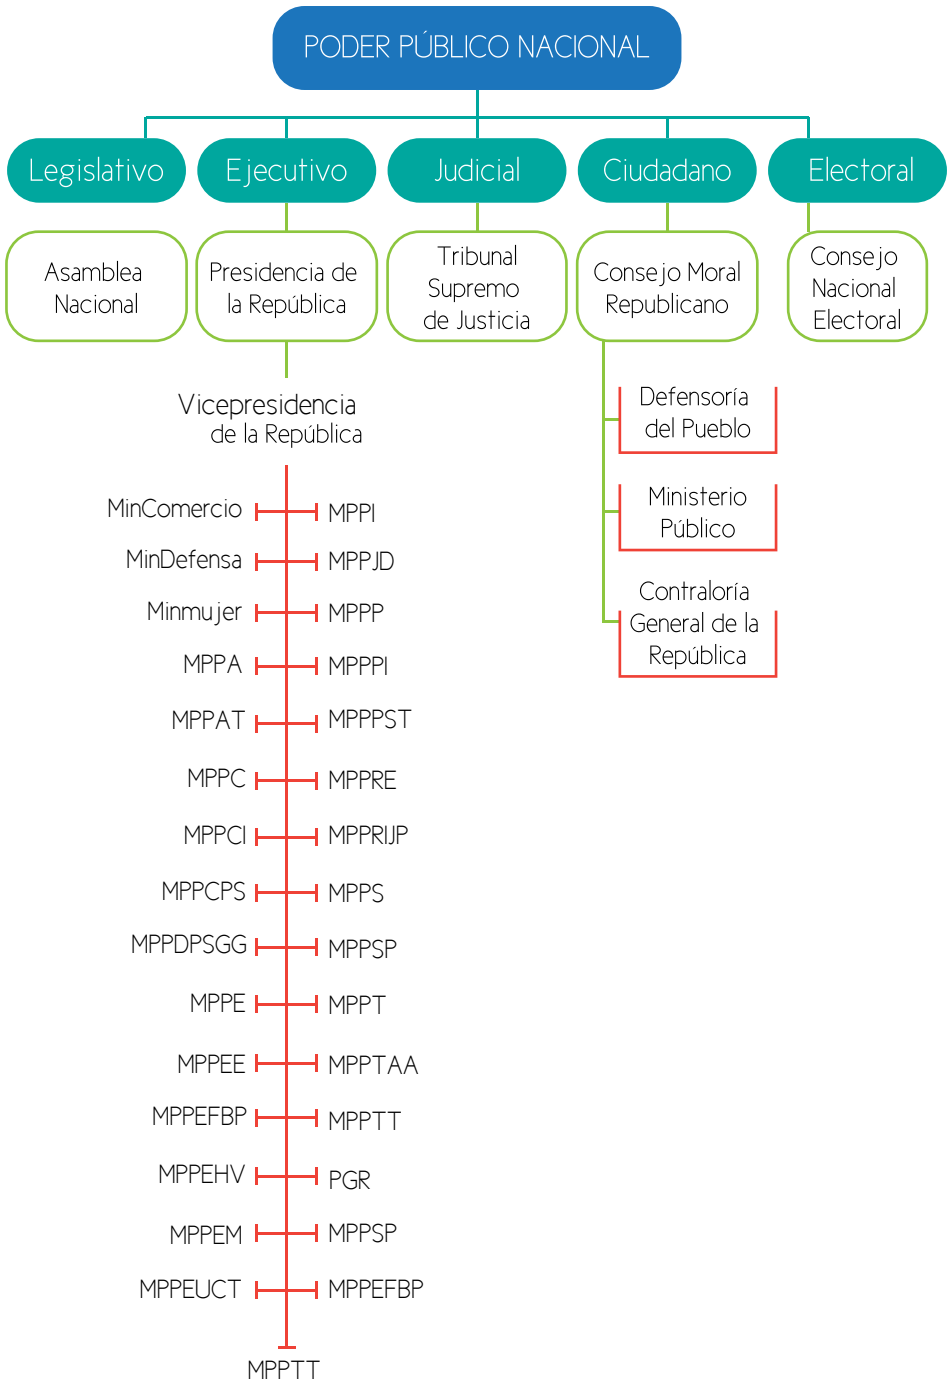 PODER PÚBLICO NACIONAL
Legislativo
Ejecutivo
Judicial
Ciudadano
Electoral
Asamblea
Nacional
Presidencia de
la República
Tribunal
Supremo
de Justicia
Consejo Moral
Republicano
Consejo
Nacional
Electoral
Vicepresidencia
de la República
Defensoría
del Pueblo
Ministerio
Público
Contraloría
General de la
República
MinComercio
MPPI
MinDefensa
MPPJD
Minmujer
MPPP
MPPA
MPPPI
MPPAT
MPPPST
MPPC
MPPRE
MPPCI
MPPRIJP
MPPCPS
MPPS
MPPDPSGG
MPPSP
MPPE
MPPT
MPPEE
MPPTAA
MPPEFBP
MPPTT
MPPEHV
PGR
MPPEM
MPPSP
MPPEUCT
MPPEFBP
MPPTT